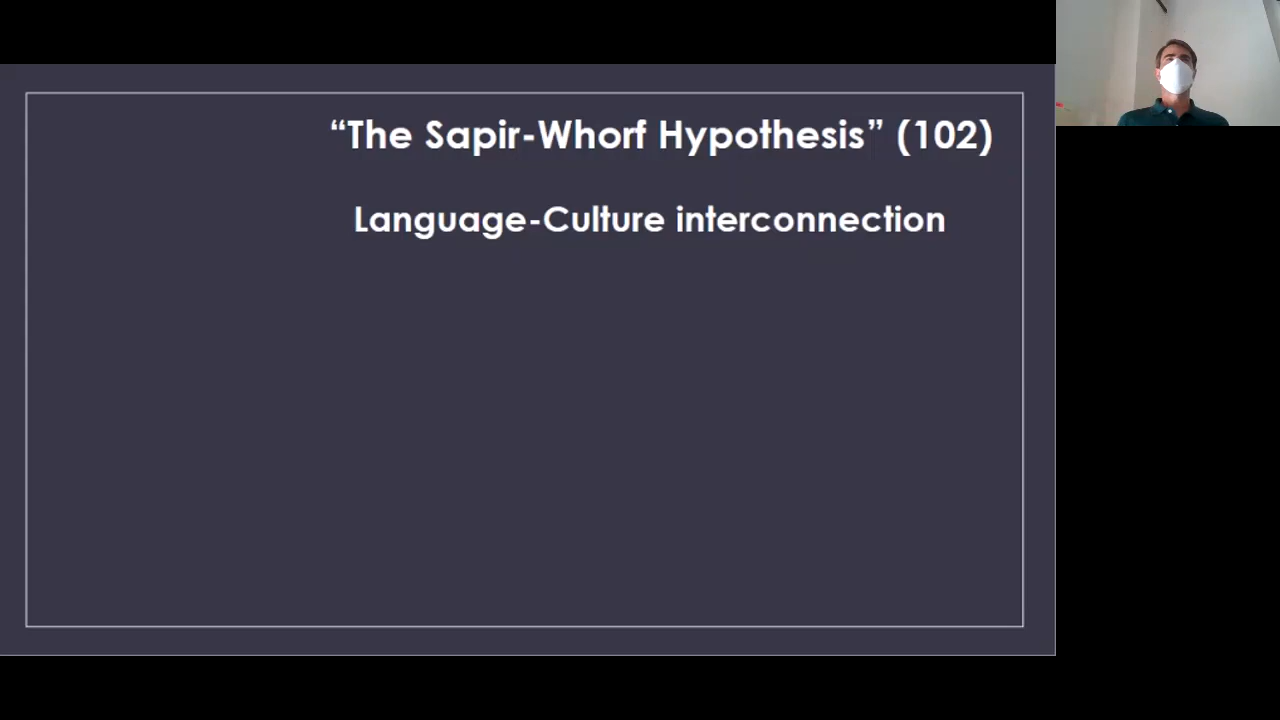 “The Sapir-Whorf Hypothesis” (102)
Language-Culture interconnection